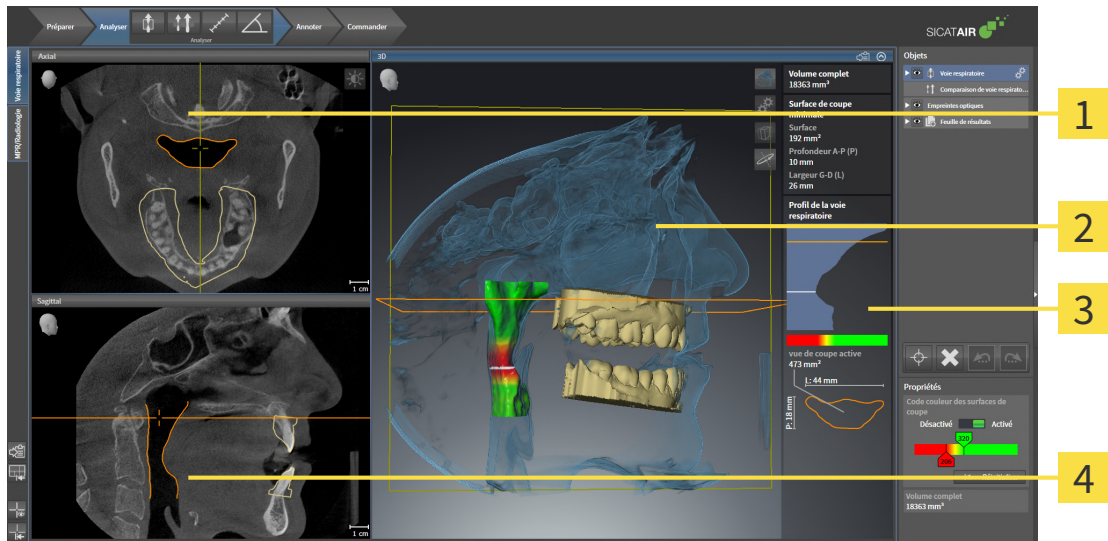 Préparer
Analyser
Analyser
Annoter
Commander
SICATAIR
Voie respiratoire
MPR/Radiologie
Axial
1 cm
Sagittal
1 cm
3D
Volume complet
18363 mm³
Surface de coupe
minimale
Surface
192 mm²
Profondeur A-P (P)
10 mm
Largeur G-D (L)
26 mm
Profil de la voie
respiratoire
vue de coupe active
473 mm²
L: 44 mm
P: 18 mm
Objets
Voie respiratoire
Comparaison de voie respirato...
Empreintes optiques
Feuille de résultats
Propriétés
Code couleur des surfaces de
coupe
Désactivé
Activé
320
206
Volume complet
18363 mm³
1
2
3
4